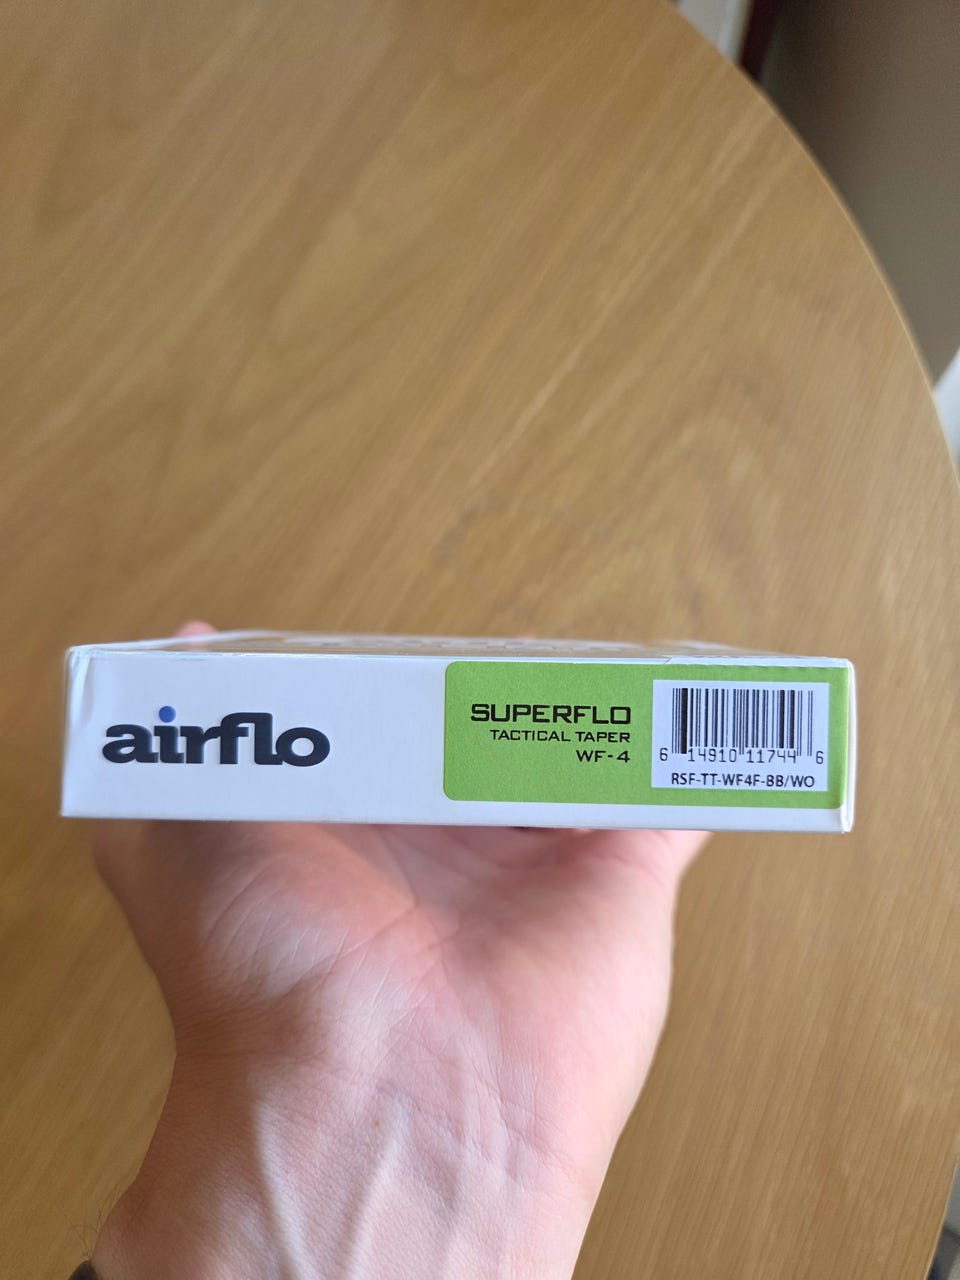 airflo
SUPERFLO
TACTICAL TAPER
WF-4
6 14910 11744 6
RSF-TT-WF4F-BB/WO